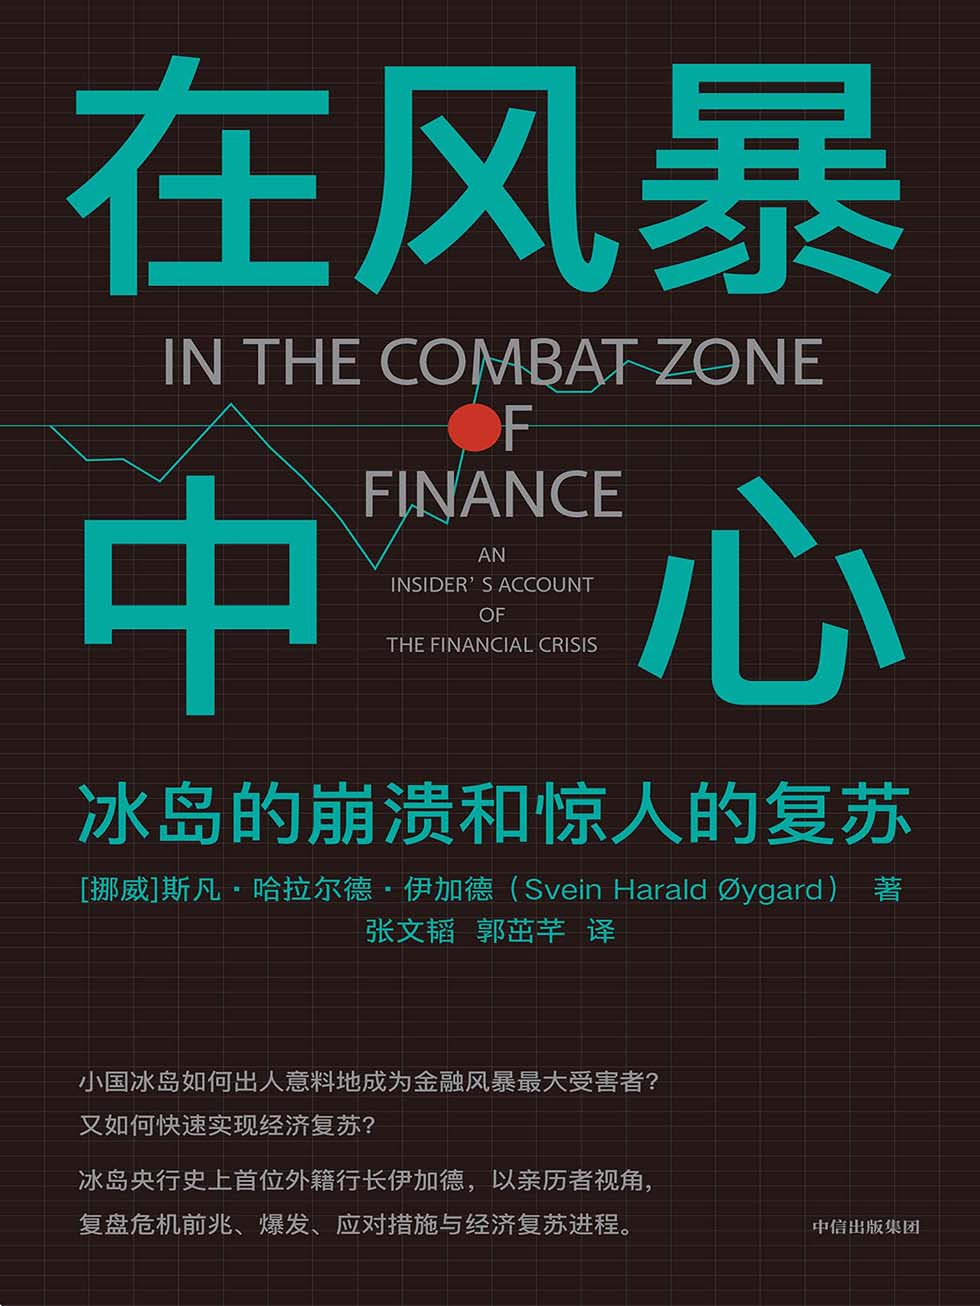 在风暴
IN THE COMBAT ZONE
OF
FINANCE
中心
AN
INSIDER’S ACCOUNT
OF
THE FINANCIAL CRISIS
冰岛的崩溃和惊人的复苏
[挪威]斯凡·哈拉尔德·伊加德（Svein Harald Øygard） 著
张文韬 郭茁芊 译
小国冰岛如何出人意料地成为金融风暴最大受害者?
又如何快速实现经济复苏?
冰岛央行史上首位外籍行长伊加德，以亲历者视角，
复盘危机前兆、爆发、应对措施与经济复苏进程。
中信出版集团